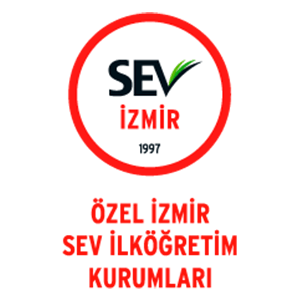 SEV
İZMİR
1997
ÖZEL İZMİR
SEV İLKÖĞRETİM
KURUMLARI